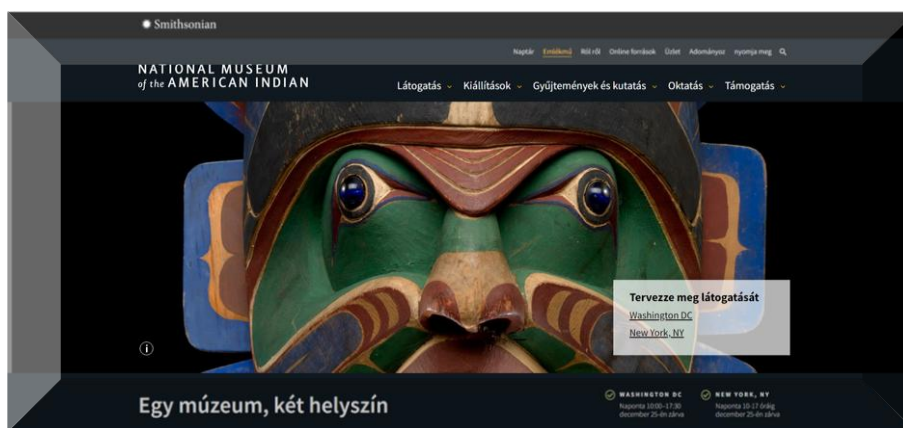 Smithsonian
Naptár Emlékmű Ról ről Online források Üzlet Adományoz nyomja meg
NATIONAL MUSEUM
of the AMERICAN INDIAN
Látogatás Kiállítások Gyűjtemények és kutatás Oktatás Támogatás
Tervezze meg látogatását
Washington DC
New York, NY
Egy múzeum, két helyszín
WASHINGTON DC
Naponta 10:00–17:30
december 25-én zárva
NEW YORK, NY
Naponta 10-17 óráig
december 25-én zárva